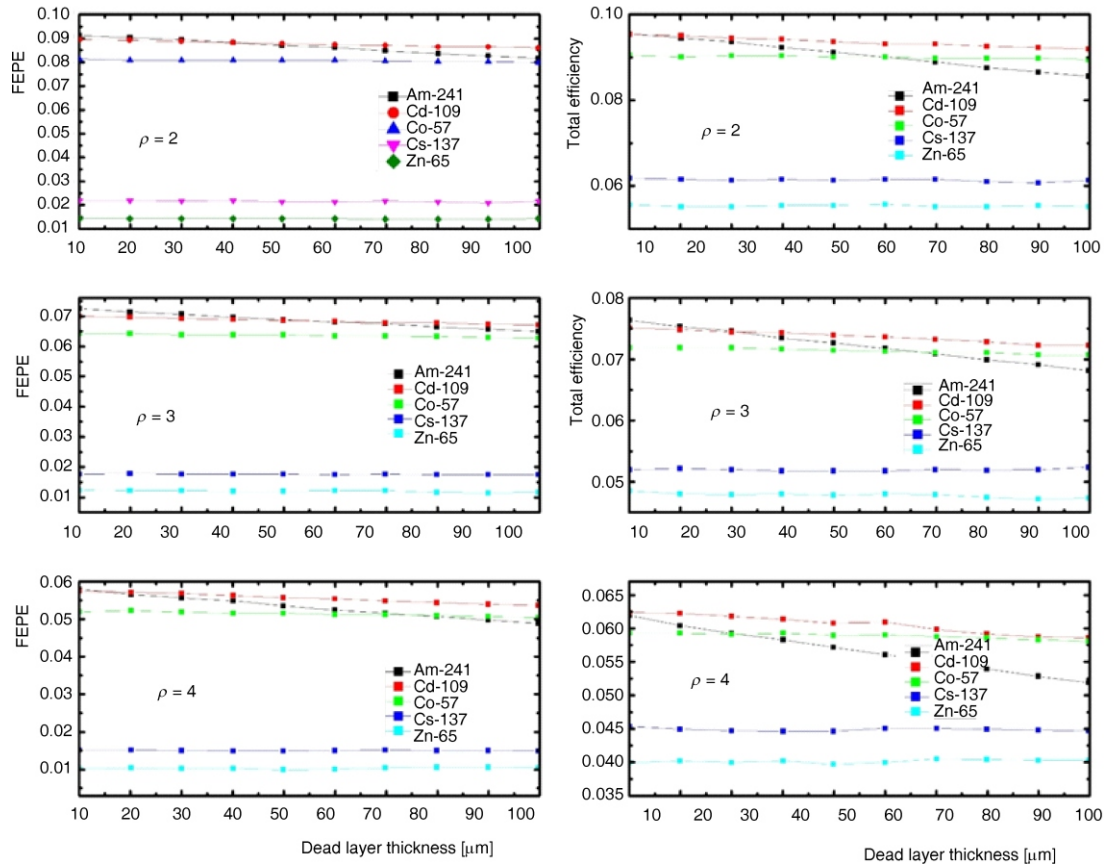 FEPE
0.10
0.09
0.08
0.07
0.06
0.05
0.04
0.03
0.02
0.01
ρ = 2
Am-241
Cd-109
Co-57
Cs-137
Zn-65
10 20 30 40 50 60 70 80 90 100
Total efficiency
0.10
0.08
0.06
ρ = 2
Am-241
Cd-109
Co-57
Cs-137
Zn-65
10 20 30 40 50 60 70 80 90 100
FEPE
0.07
0.06
0.05
0.04
0.03
0.02
0.01
ρ = 3
Am-241
Cd-109
Co-57
Cs-137
Zn-65
10 20 30 40 50 60 70 80 90 100
Total efficiency
0.08
0.07
0.05
ρ = 3
Am-241
Cd-109
Co-57
Cs-137
Zn-65
10 20 30 40 50 60 70 80 90 100
FEPE
0.06
0.05
0.04
0.03
0.02
0.01
ρ = 4
Am-241
Cd-109
Co-57
Cs-137
Zn-65
10 20 30 40 50 60 70 80 90 100
Dead layer thickness [μm]
0.065
0.060
0.055
0.050
0.045
0.040
0.035
ρ = 4
Am-241
Cd-109
Co-57
Cs-137
Zn-65
10 20 30 40 50 60 70 80 90 100
Dead layer thickness [μm]